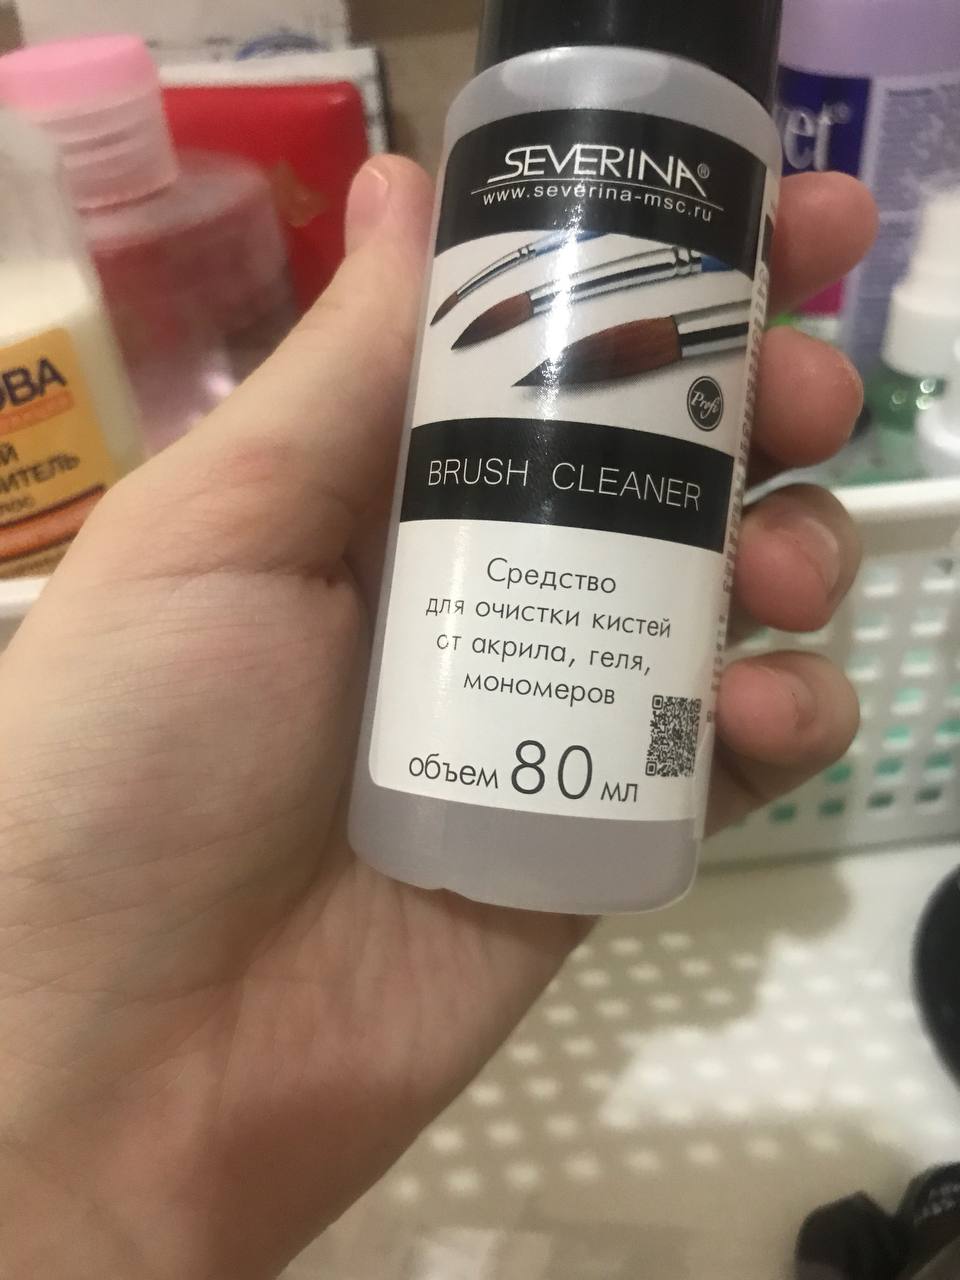 SEVERINA®
www.severina-msc.ru
Profi
BRUSH CLEANER
Средство
для очистки кистей
от акрила, геля,
мономеров
объем 80 мл
ОВА
ИТЕЛЬ